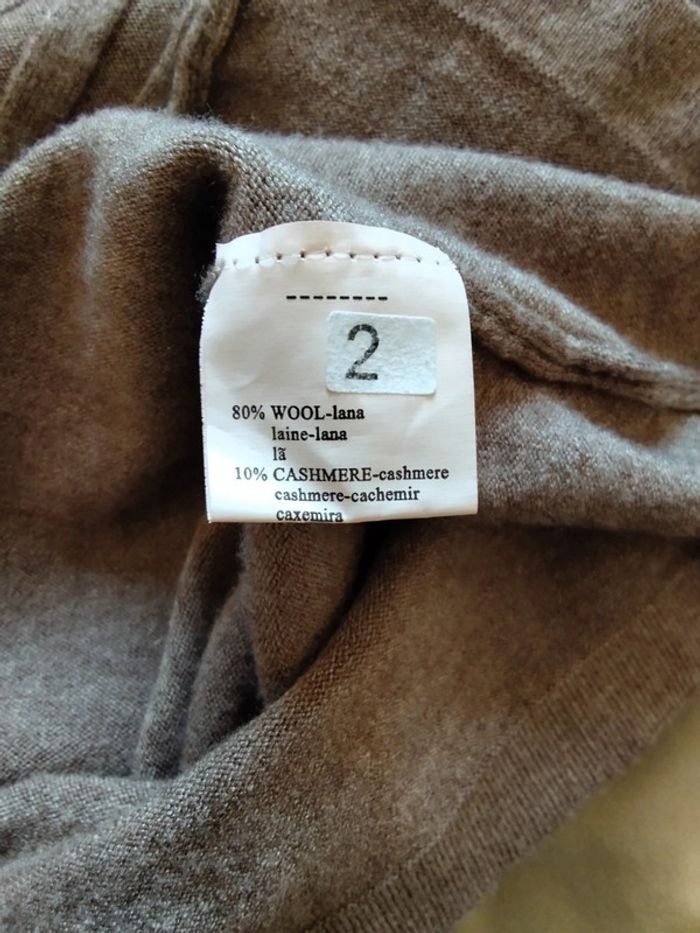 --------
2
80% WOOL-lana
laine-lana
lã
10% CASHMERE-cashmere
cashmere-cachemir
caxemira